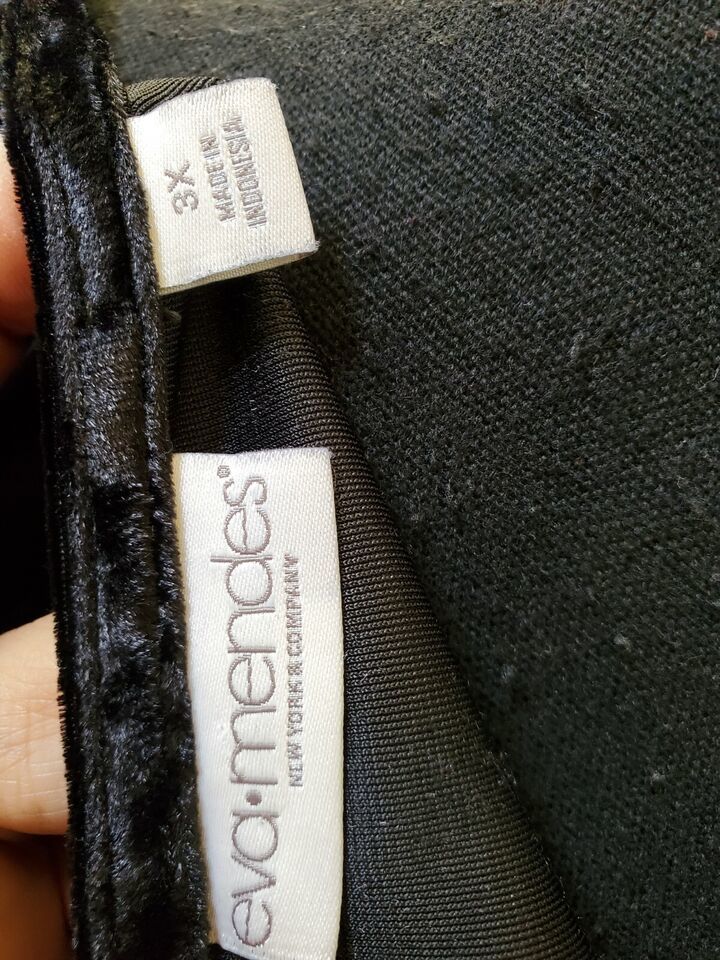 3X
MADE IN
INDONESIA
eva•mendes®
NEW YORK & COMPANY